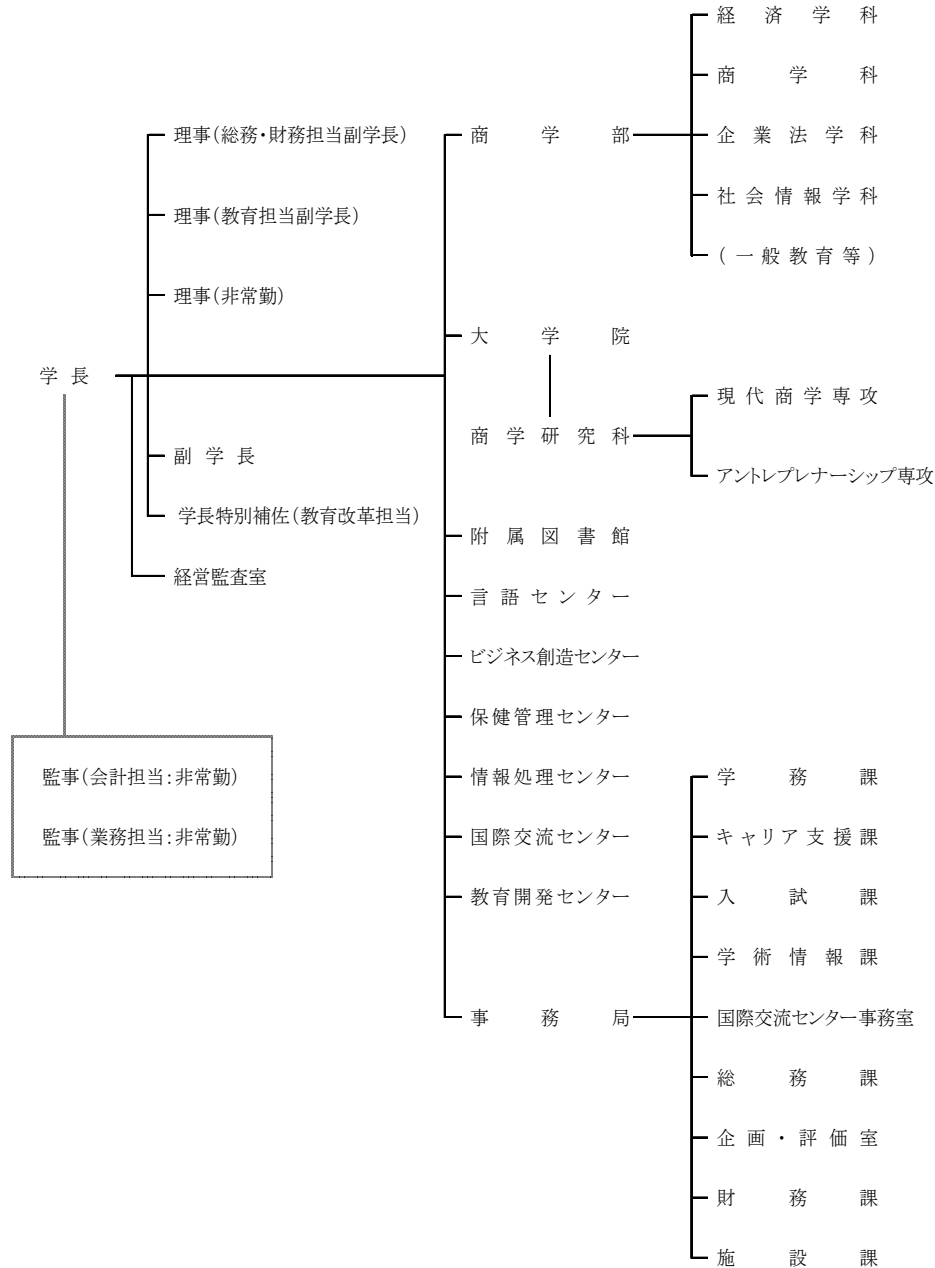 学長
理事(総務・財務担当副学長)
理事(教育担当副学長)
理事(非常勤)
副学長
学長特別補佐(教育改革担当)
経営監査室
監事(会計担当:非常勤)
監事(業務担当:非常勤)
商学部
経済学科
商学科
企業法学科
社会情報学科
(一般教育等)
大学院
商学研究科
現代商学専攻
アントレプレナーシップ専攻
附属図書館
言語センター
ビジネス創造センター
保健管理センター
情報処理センター
国際交流センター
教育開発センター
事務局
学務課
キャリア支援課
入試課
学術情報課
国際交流センター事務室
総務課
企画・評価室
財務課
施設課